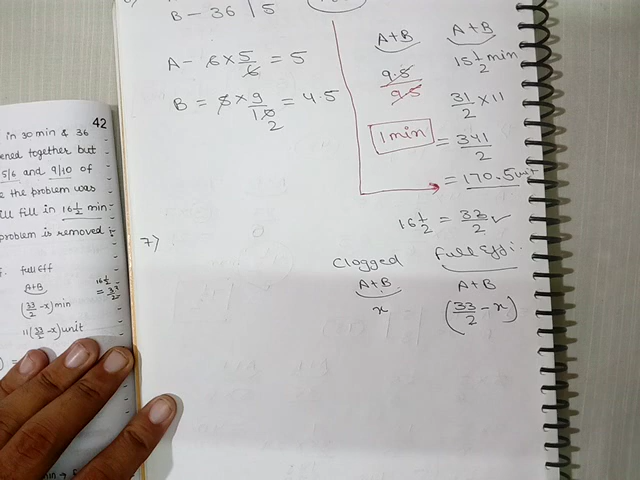 B - 36 / 5
A - 6 × 5/6 = 5
B = 5 × 9/10 = 4.5
2
A+B
9.5/9.5
1 min
A+B
15 1/2 min
31/2 × 11
= 341/2
= 170.5 unit
16 1/2 = 33/2 ✓
7)
Clogged
A+B
x
Full Effi.
A+B
(33/2 - x)
42
in 30 min & 36
ened together but
5/6 and 9/10 of
e the problem was
ill fill in 16 1/2 min
problem is removed
full eff
A+B
16 1/2
= 33/2
(33/2 - x) min
11(33/2 - x) unit